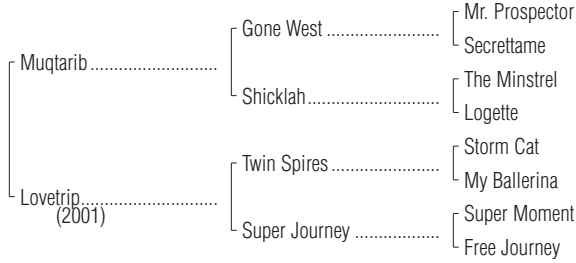 Mr. Prospector
Gone West ........................
Secrettame
Muqtarib ............................
The Minstrel
Shicklah ............................
Logette
Storm Cat
Twin Spires .......................
My Ballerina
Lovetrip ..............................
(2001)
Super Moment
Super Journey ..................
Free Journey